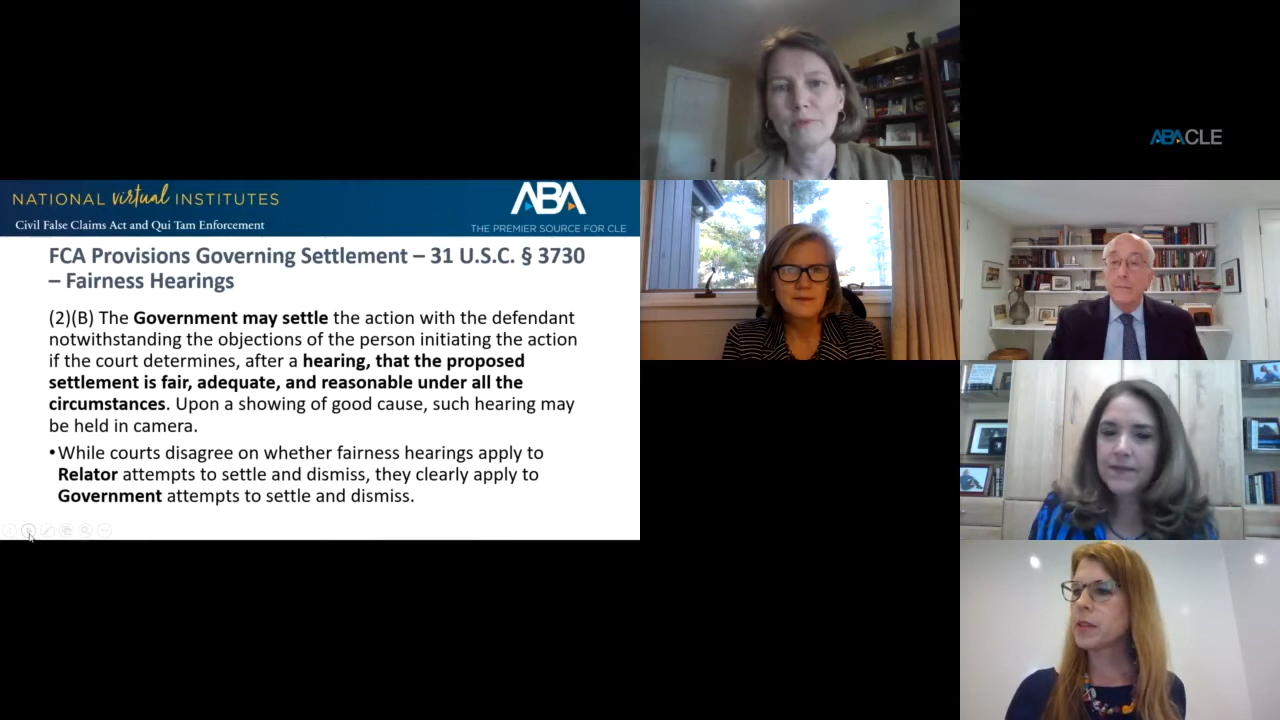 ABACLE
NATIONAL virtual INSTITUTES
Civil False Claims Act and Qui Tam Enforcement
ABA
THE PREMIER SOURCE FOR CLE
FCA Provisions Governing Settlement – 31 U.S.C. § 3730
– Fairness Hearings
(2)(B) The Government may settle the action with the defendant
notwithstanding the objections of the person initiating the action
if the court determines, after a hearing, that the proposed
settlement is fair, adequate, and reasonable under all the
circumstances. Upon a showing of good cause, such hearing may
be held in camera.
•While courts disagree on whether fairness hearings apply to
Relator attempts to settle and dismiss, they clearly apply to
Government attempts to settle and dismiss.